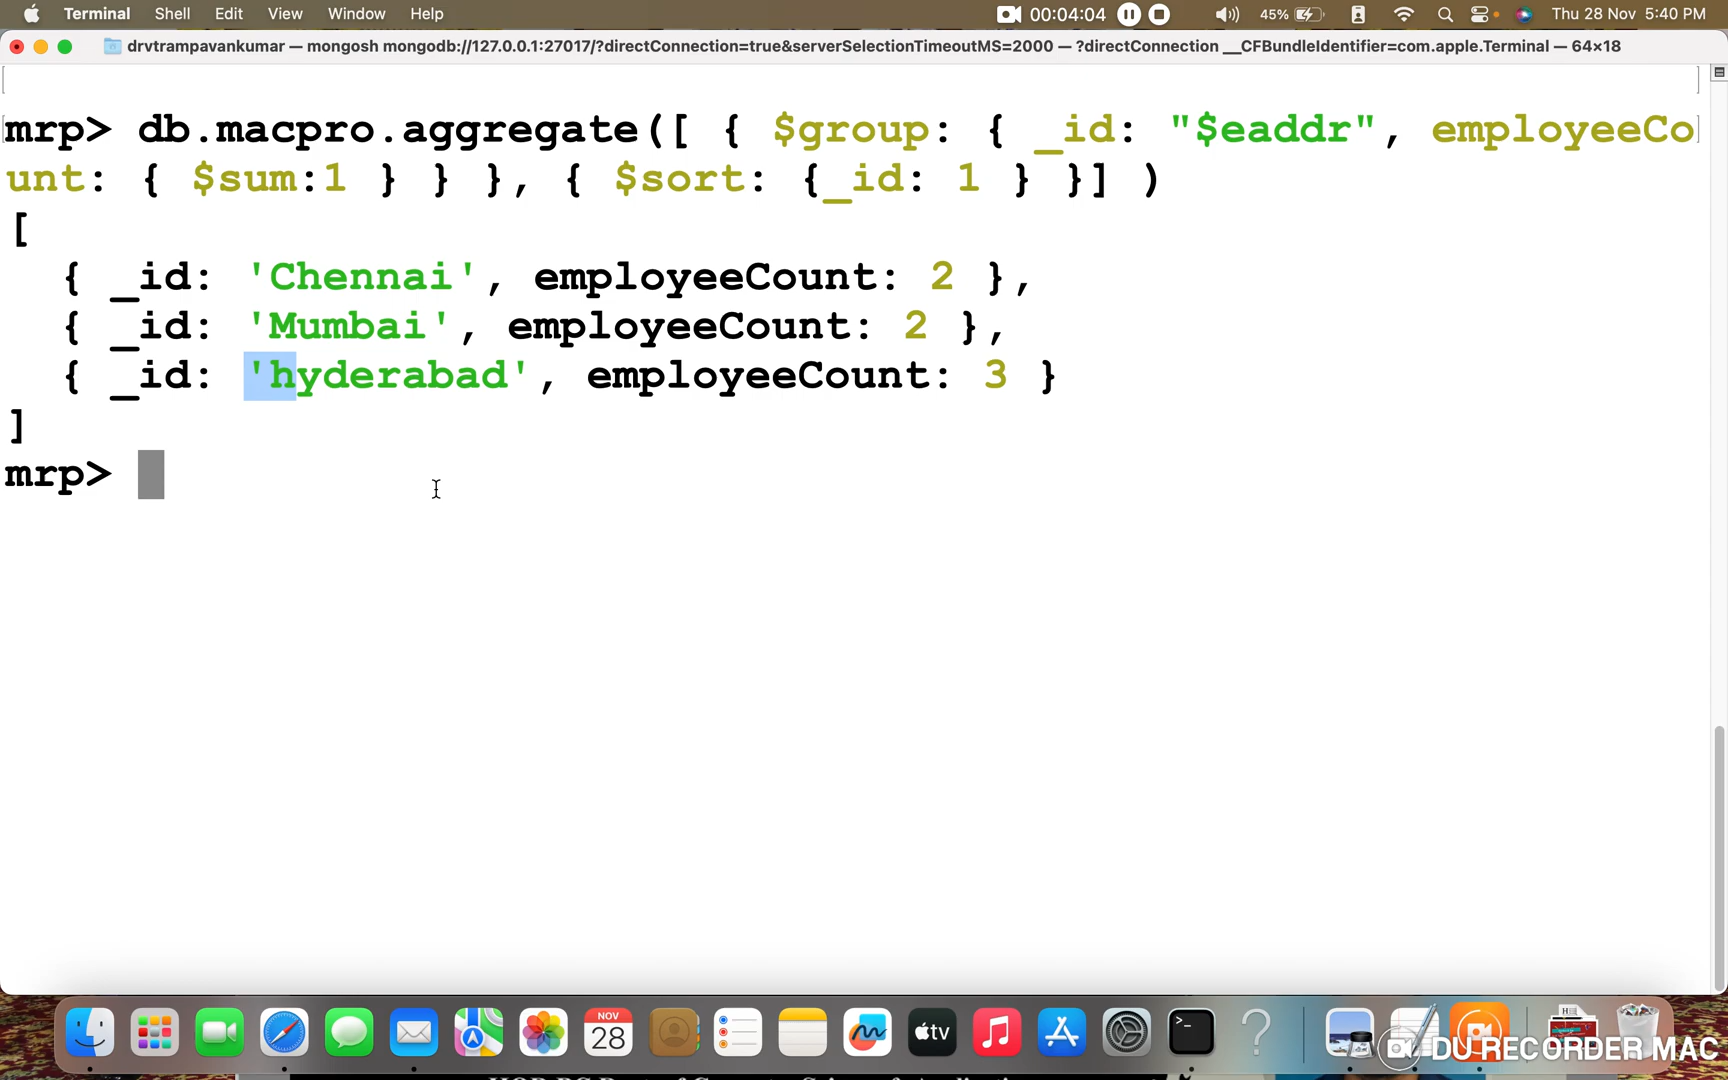 Terminal Shell Edit View Window Help 00:04:04 45% Thu 28 Nov 5:40 PM
drvtrampavankumar — mongosh mongodb://127.0.0.1:27017/?directConnection=true&serverSelectionTimeoutMS=2000 — ?directConnection __CFBundleIdentifier=com.apple.Terminal — 64×18
mrp> db.macpro.aggregate([ { $group: { _id: "$eaddr", employeeCo
unt: { $sum:1 } } }, { $sort: {_id: 1 } }] )
[
{ _id: 'Chennai', employeeCount: 2 },
{ _id: 'Mumbai', employeeCount: 2 },
{ _id: 'hyderabad', employeeCount: 3 }
]
mrp>
NOV
28
tv
>_
DU RECORDER MAC